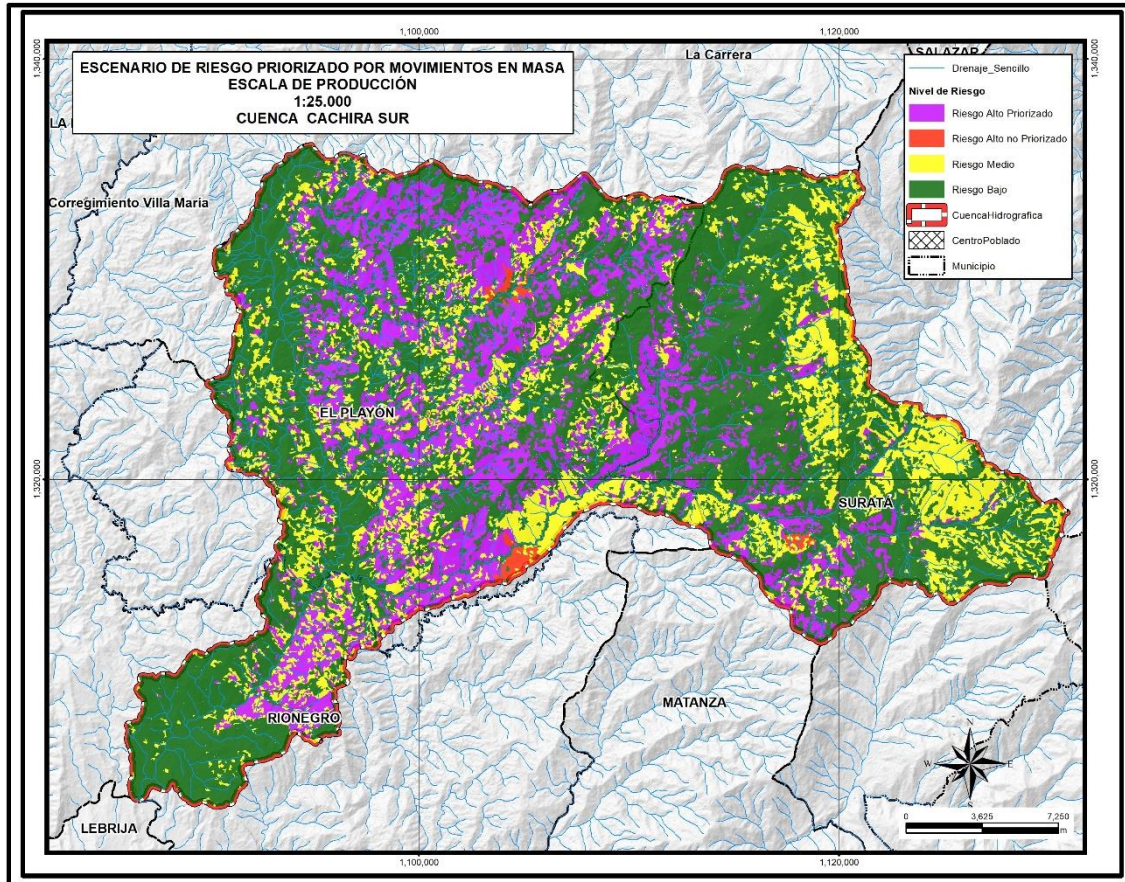 1,100,000
1,120,000
1,340,000
1,340,000
ESCENARIO DE RIESGO PRIORIZADO POR MOVIMIENTOS EN MASA
ESCALA DE PRODUCCIÓN
1:25.000
CUENCA CACHIRA SUR
La Carrera
SALAZAR
Drenaje_Sencillo
Nivel de Riesgo
Riesgo Alto Priorizado
Riesgo Alto no Priorizado
Riesgo Medio
Riesgo Bajo
CuencaHidrografica
CentroPoblado
Municipio
LA
Corregimiento Villa Maria
EL PLAYÓN
1,320,000
1,320,000
SURATÁ
MATANZA
RIONEGRO
LEBRIJA
N
W
E
S
0
3,625
7,250
m
1,100,000
1,120,000